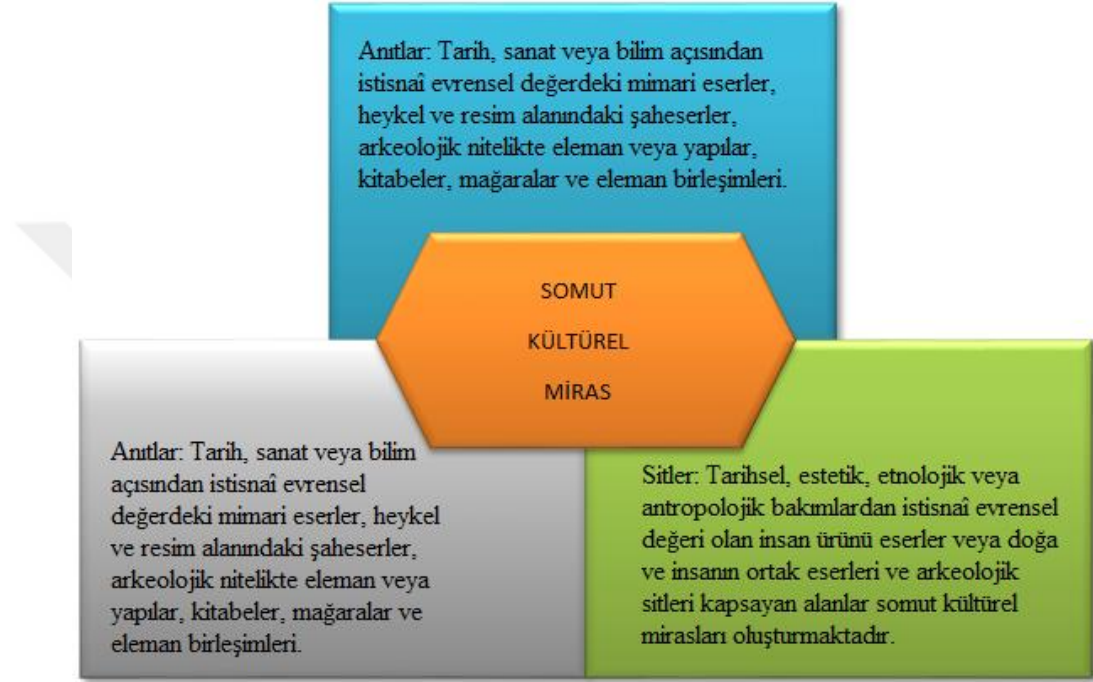 Anıtlar: Tarih, sanat veya bilim açısından
istisnaî evrensel değerdeki mimari eserler,
heykel ve resim alanındaki şaheserler,
arkeolojik nitelikte eleman veya yapılar,
kitabeler, mağaralar ve eleman birleşimleri.
SOMUT
KÜLTÜREL
MİRAS
Anıtlar: Tarih, sanat veya bilim
açısından istisnaî evrensel
değerdeki mimari eserler, heykel
ve resim alanındaki şaheserler,
arkeolojik nitelikte eleman veya
yapılar, kitabeler, mağaralar ve
eleman birleşimleri.
Sitler: Tarihsel, estetik, etnolojik veya
antropolojik bakımlardan istisnaî evrensel
değeri olan insan ürünü eserler veya doğa
ve insanın ortak eserleri ve arkeolojik
sitleri kapsayan alanlar somut kültürel
mirasları oluşturmaktadır.